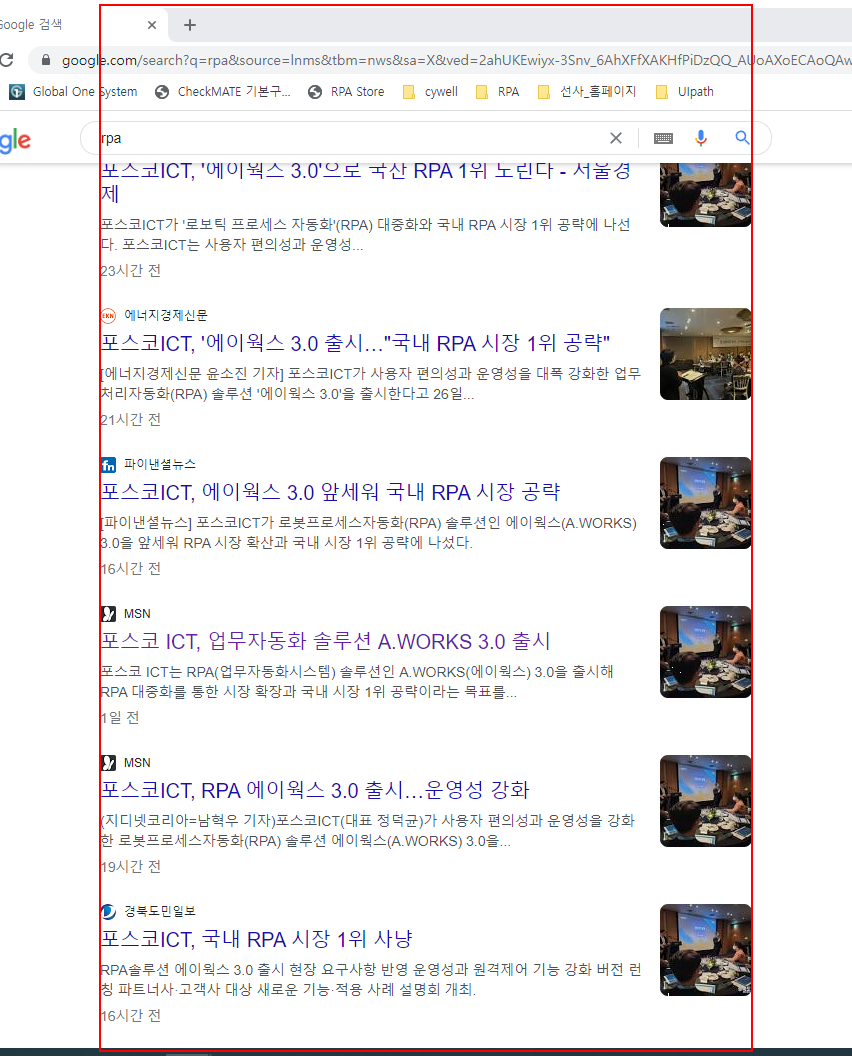 Google 검색
google.com/search?q=rpa&source=lnms&tbm=nws&sa=X&ved=2ahUKEwiyx-3Snv_6AhXFfXAKHfPiDzQQ_AUoAXoECAoQAw
Global One System CheckMATE 기본구... RPA Store cywell RPA 선사_홈페이지 UIpath
gle rpa
포스코ICT, '에이웍스 3.0'으로 국산 RPA 1위 노린다 - 서울경
제
포스코ICT가 '로보틱 프로세스 자동화'(RPA) 대중화와 국내 RPA 시장 1위 공략에 나선
다. 포스코ICT는 사용자 편의성과 운영성...
23시간 전
EKN 에너지경제신문
포스코ICT, '에이웍스 3.0 출시…"국내 RPA 시장 1위 공략"
[에너지경제신문 윤소진 기자] 포스코ICT가 사용자 편의성과 운영성을 대폭 강화한 업무
처리자동화(RPA) 솔루션 '에이웍스 3.0'을 출시한다고 26일...
21시간 전
fn 파이낸셜뉴스
포스코ICT, 에이웍스 3.0 앞세워 국내 RPA 시장 공략
[파이낸셜뉴스] 포스코ICT가 로봇프로세스자동화(RPA) 솔루션인 에이웍스(A.WORKS)
3.0을 앞세워 RPA 시장 확산과 국내 시장 1위 공략에 나섰다.
16시간 전
MSN
포스코 ICT, 업무자동화 솔루션 A.WORKS 3.0 출시
포스코 ICT는 RPA(업무자동화시스템) 솔루션인 A.WORKS(에이웍스) 3.0을 출시해
RPA 대중화를 통한 시장 확장과 국내 시장 1위 공략이라는 목표를...
1일 전
MSN
포스코ICT, RPA 에이웍스 3.0 출시…운영성 강화
(지디넷코리아=남혁우 기자)포스코ICT(대표 정덕균)가 사용자 편의성과 운영성을 강화
한 로봇프로세스자동화(RPA) 솔루션 에이웍스(A.WORKS) 3.0을...
19시간 전
경북도민일보
포스코ICT, 국내 RPA 시장 1위 사냥
RPA솔루션 에이웍스 3.0 출시 현장 요구사항 반영 운영성과 원격제어 기능 강화 버전 런
칭 파트너사·고객사 대상 새로운 기능·적용 사례 설명회 개최.
16시간 전